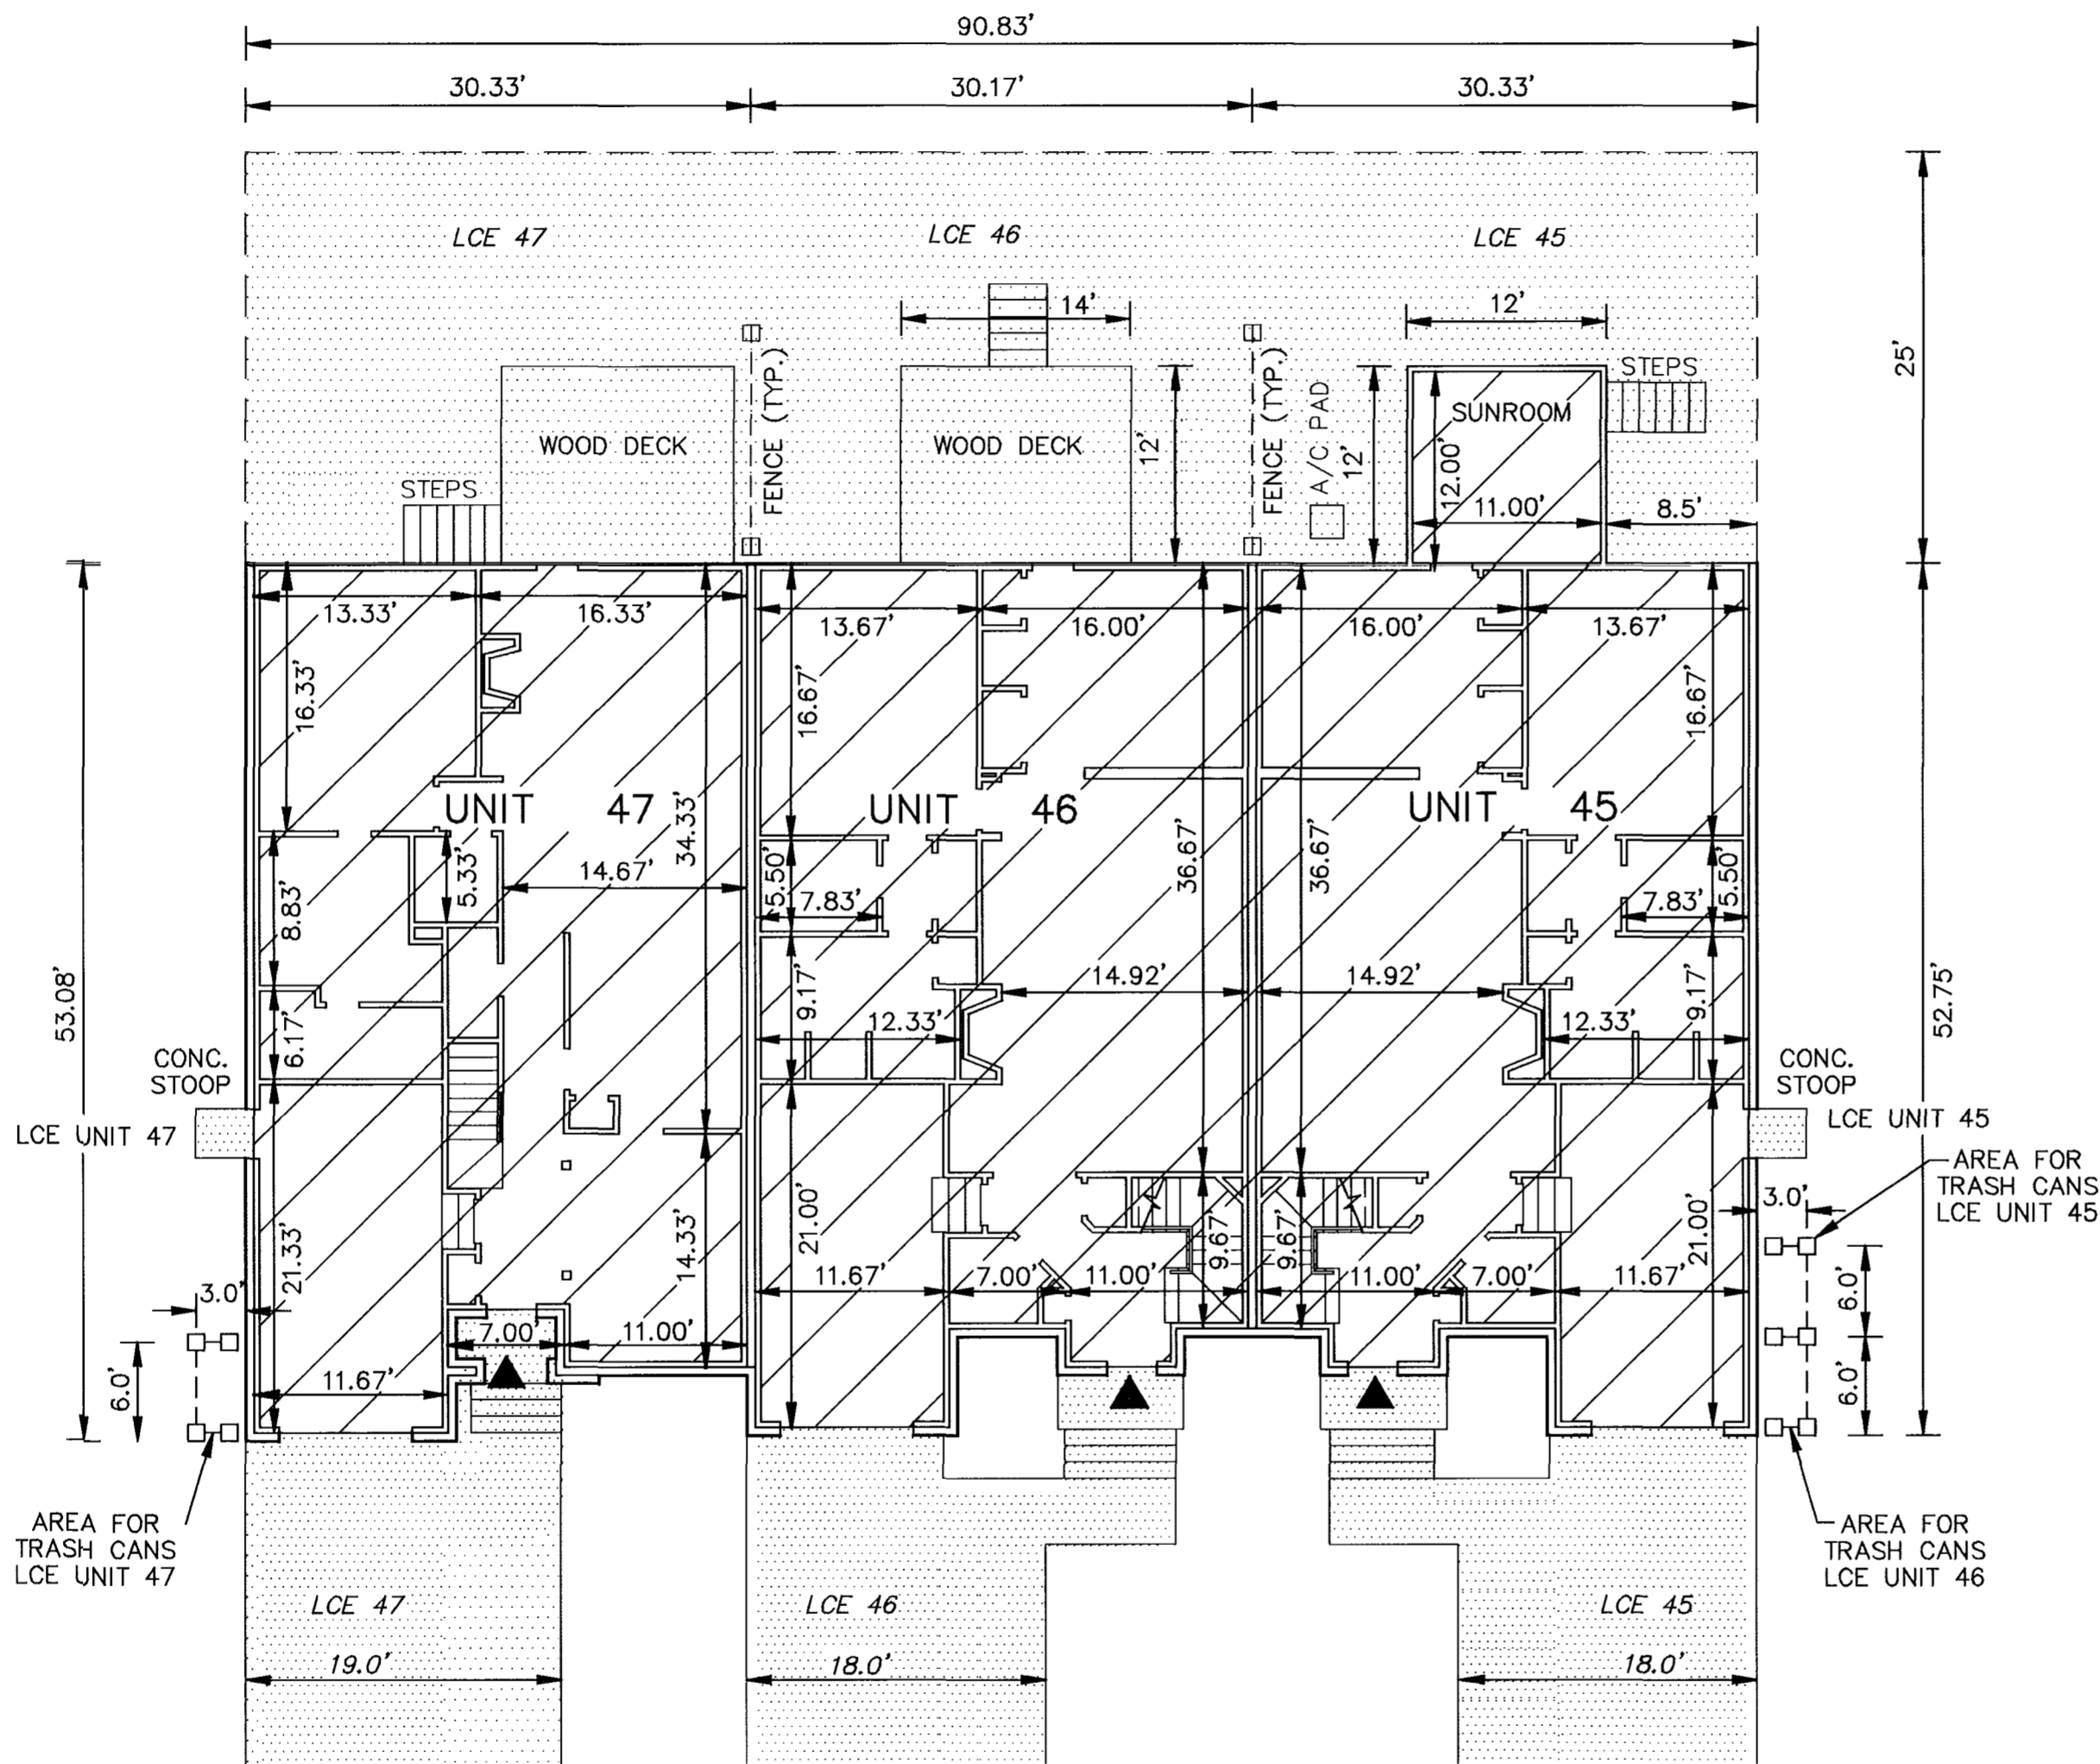 90.83'
30.33'
30.17'
30.33'
LCE 47
LCE 46
LCE 45
14'
12'
25'
STEPS
SUNROOM
WOOD DECK
FENCE (TYP.)
WOOD DECK
12'
FENCE (TYP.)
A/C PAD
12'
12.00'
STEPS
11.00'
8.5'
13.33'
16.33'
13.67'
16.00'
16.00'
13.67'
16.33'
16.67'
16.67'
UNIT 47
UNIT 46
UNIT 45
34.33'
36.67'
36.67'
5.33'
14.67'
5.50'
5.50'
7.83'
7.83'
8.83'
53.08'
52.75'
9.17'
14.92'
14.92'
9.17'
6.17'
12.33'
12.33'
CONC.
STOOP
LCE UNIT 47
CONC.
STOOP
LCE UNIT 45
AREA FOR
TRASH CANS
LCE UNIT 45
3.0'
21.33'
14.33'
21.00'
9.67'
9.67'
21.00'
3.0'
11.67'
7.00'
11.00'
11.00'
7.00'
11.67'
6.0'
7.00'
11.00'
6.0'
11.67'
6.0'
AREA FOR
TRASH CANS
LCE UNIT 47
AREA FOR
TRASH CANS
LCE UNIT 46
LCE 47
LCE 46
LCE 45
19.0'
18.0'
18.0'